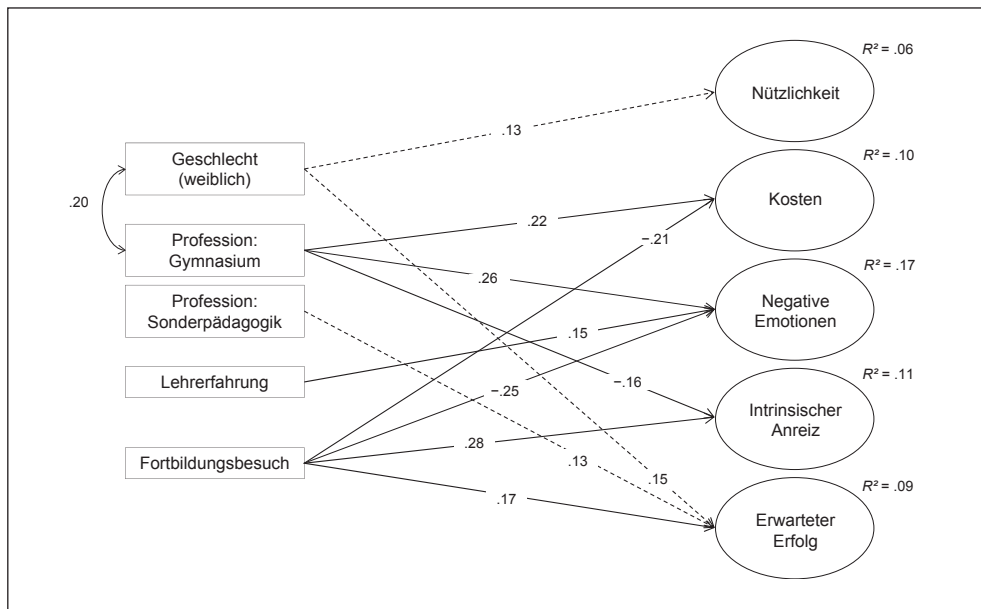 R² = .06
Nützlichkeit
.13
Geschlecht
(weiblich)
R² = .10
.20
Kosten
.22
Profession:
Gymnasium
−.21
R² = .17
.26
Profession:
Sonderpädagogik
Negative
Emotionen
.15
Lehrerfahrung
R² = .11
−.25
−.16
Intrinsischer
Anreiz
.28
Fortbildungsbesuch
.13
.15
R² = .09
.17
Erwarteter
Erfolg